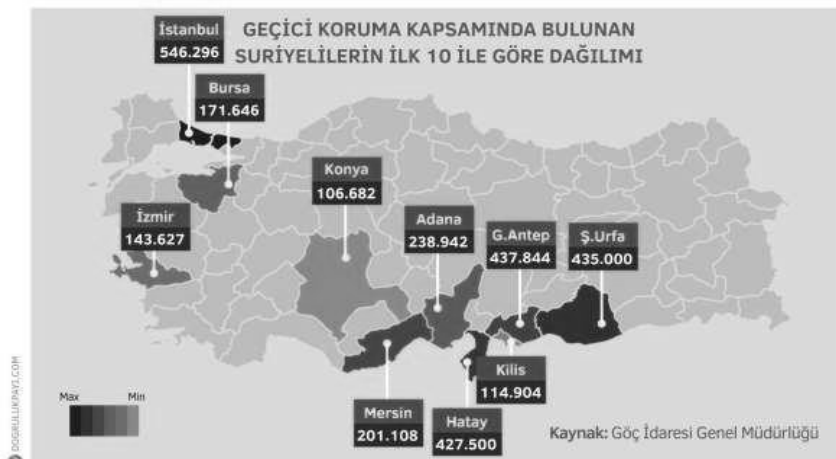 GEÇİCİ KORUMA KAPSAMINDA BULUNAN
SURİYELİLERİN İLK 10 İLE GÖRE DAĞILIMI
İstanbul
546.296
Bursa
171.646
Konya
106.682
İzmir
143.627
Adana
238.942
G.Antep
437.844
Ş.Urfa
435.000
Kilis
114.904
Mersin
201.108
Hatay
427.500
Max Min
Kaynak: Göç İdaresi Genel Müdürlüğü
DOGRULUKPAYI.COM